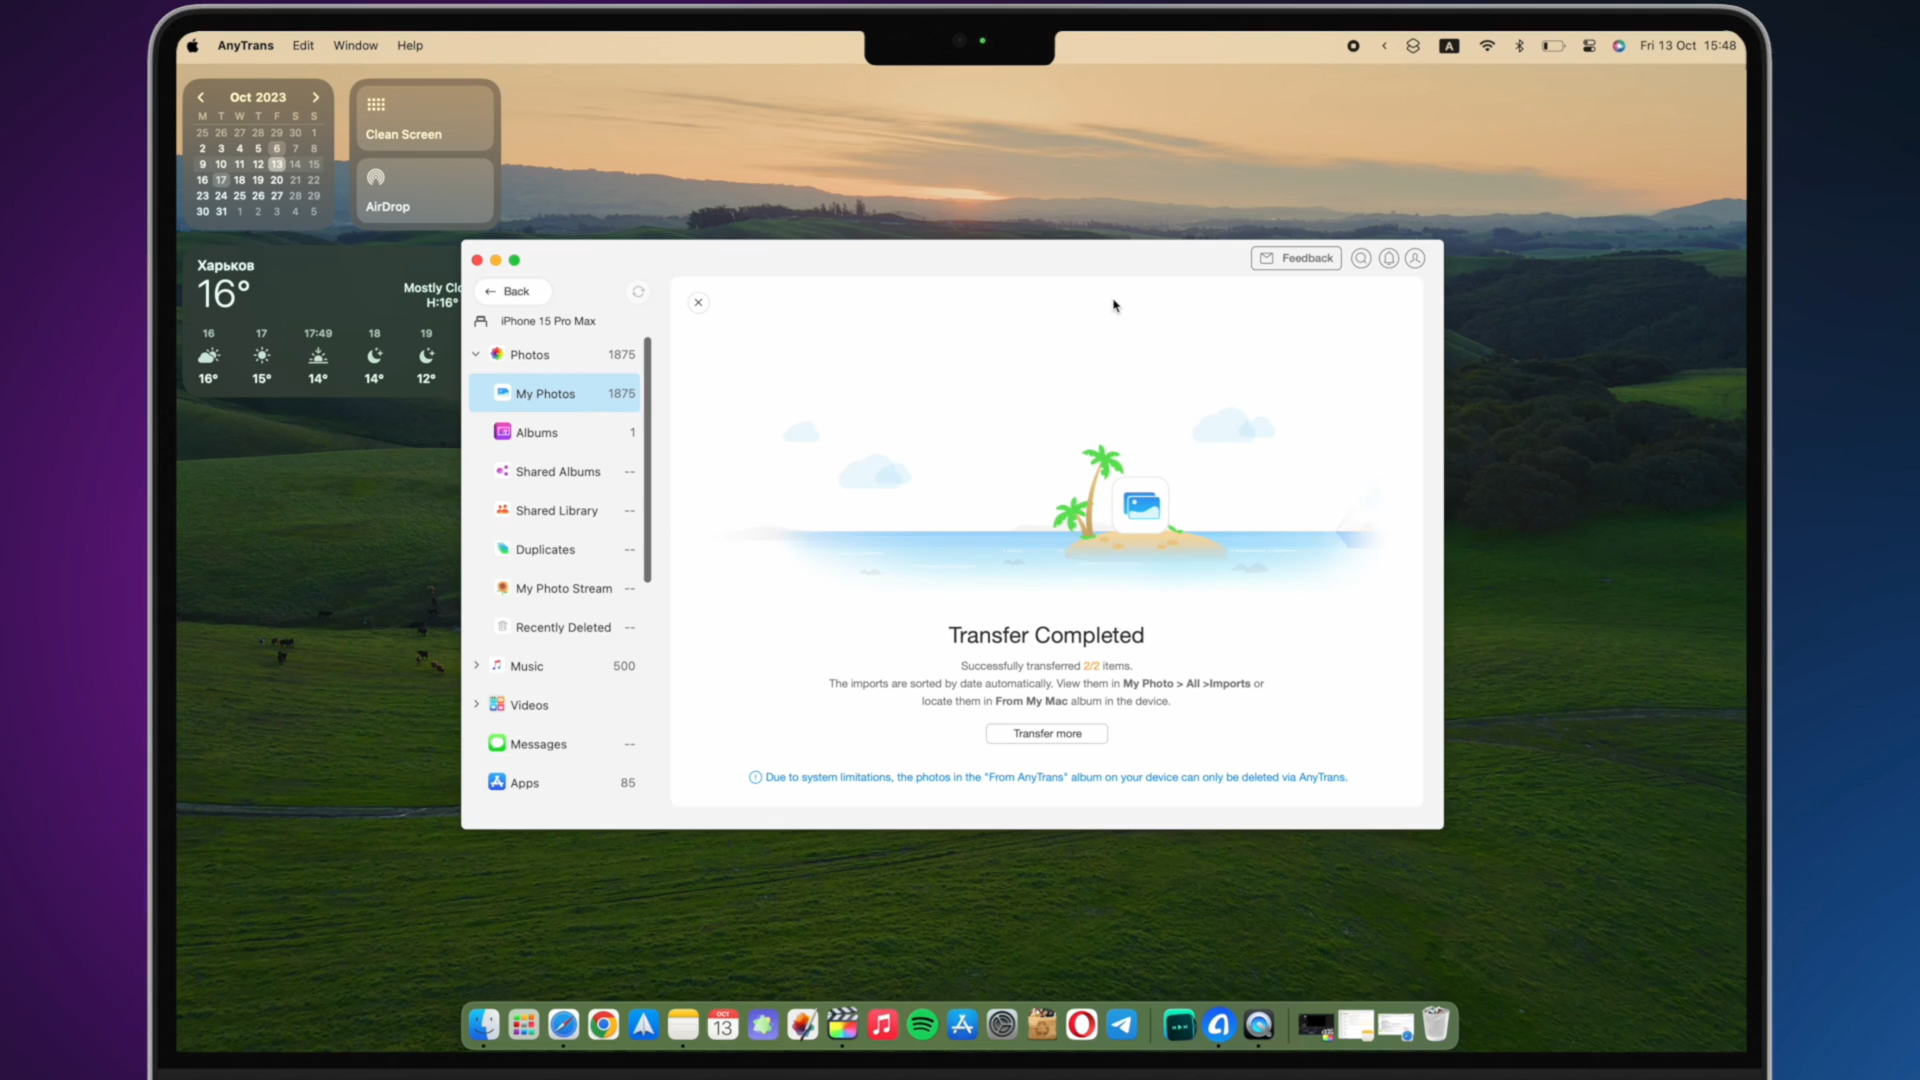 AnyTrans Edit Window Help
A Fri 13 Oct 15:48
Oct 2023
M T W T F S S
25 26 27 28 29 30 1
2 3 4 5 6 7 8
9 10 11 12 13 14 15
16 17 18 19 20 21 22
23 24 25 26 27 28 29
30 31 1 2 3 4 5
Clean Screen
AirDrop
Харьков
16°
Mostly Clo
H:16°
16 17 17:49 18 19
16° 15° 14° 14° 12°
Feedback
Back
iPhone 15 Pro Max
Photos 1875
My Photos 1875
Albums 1
Shared Albums --
Shared Library --
Duplicates --
My Photo Stream --
Recently Deleted --
Music 500
Videos
Messages --
Apps 85
Transfer Completed
Successfully transferred 2/2 items.
The imports are sorted by date automatically. View them in My Photo > All >Imports or
locate them in From My Mac album in the device.
Transfer more
Due to system limitations, the photos in the "From AnyTrans" album on your device can only be deleted via AnyTrans.
OCT
13